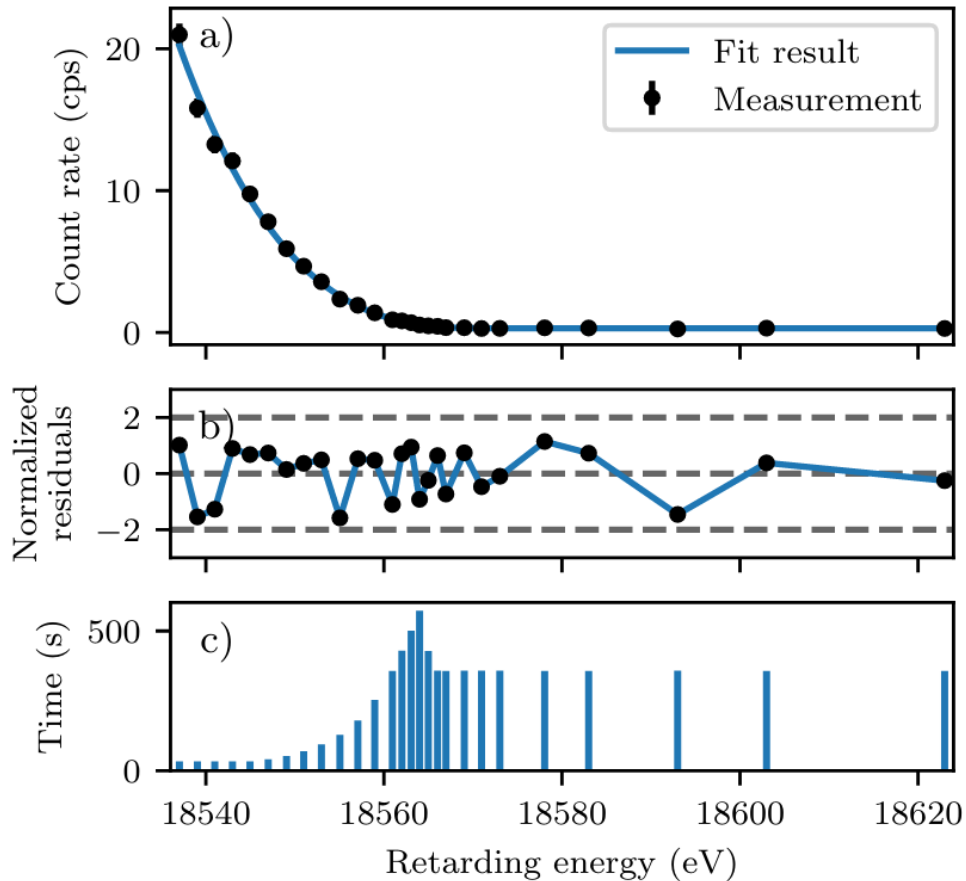 a)
Fit result
Measurement
20
10
0
Count rate (cps)
b)
2
0
−2
Normalized
residuals
c)
500
0
Time (s)
18540 18560 18580 18600 18620
Retarding energy (eV)